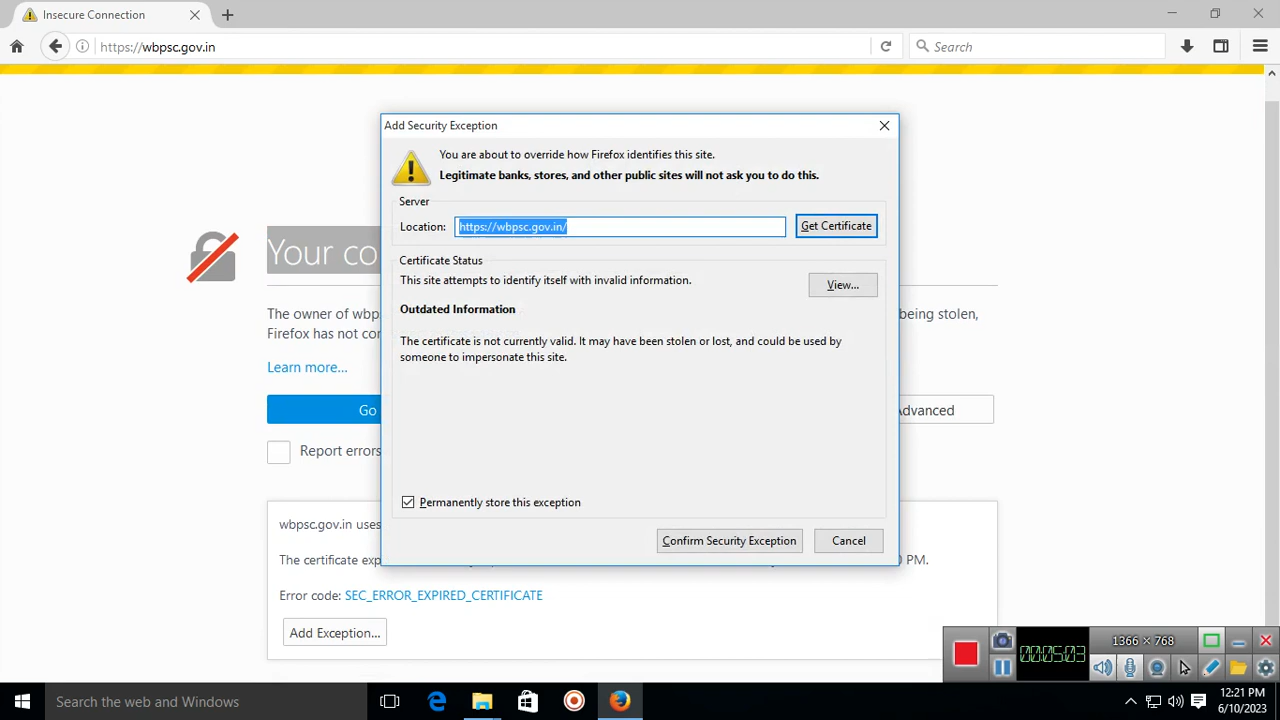 Insecure Connection
https://wbpsc.gov.in
Search
Add Security Exception
You are about to override how Firefox identifies this site.
Legitimate banks, stores, and other public sites will not ask you to do this.
Server
Location:
https://wbpsc.gov.in/
Get Certificate
Certificate Status
This site attempts to identify itself with invalid information.
View...
Outdated Information
The certificate is not currently valid. It may have been stolen or lost, and could be used by
someone to impersonate this site.
Permanently store this exception
Confirm Security Exception
Cancel
Your co
The owner of wbp
being stolen,
Firefox has not con
Learn more...
Go
Advanced
Report errors
wbpsc.gov.in uses
The certificate exp
PM.
Error code: SEC_ERROR_EXPIRED_CERTIFICATE
Add Exception...
1366 × 768
00:05:03
Search the web and Windows
12:21 PM
6/10/2023